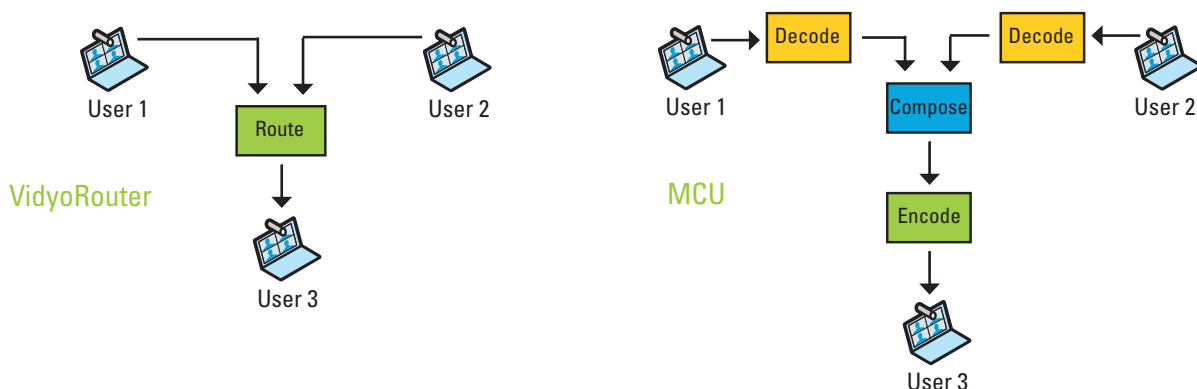 User 1
User 2
Route
VidyoRouter
User 3
Decode
Decode
User 1
User 2
Compose
MCU
Encode
User 3